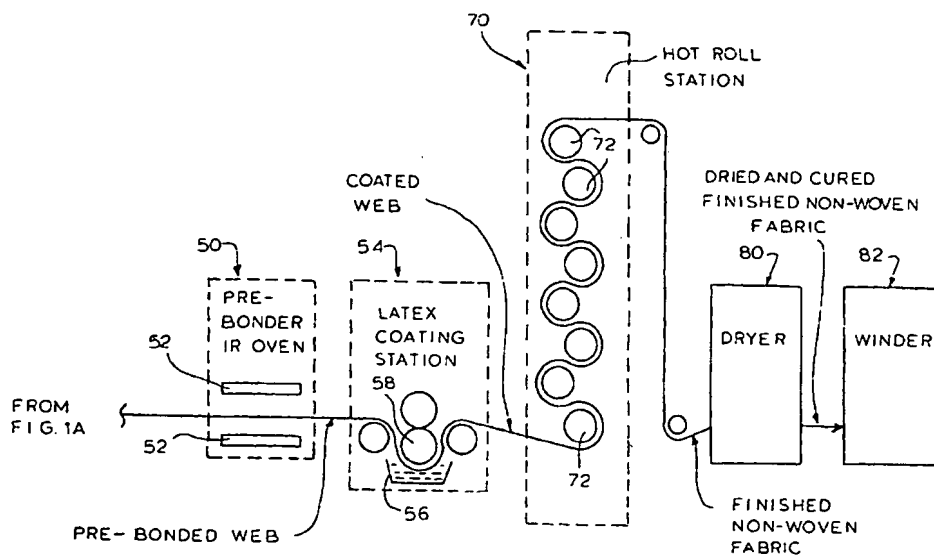 70
HOT ROLL
STATION
72
72
COATED
WEB
DRIED AND CURED
FINISHED NON-WOVEN
FABRIC
50
54
80
82
PRE-
BONDER
IR OVEN
LATEX
COATING
STATION
DRYER
WINDER
52
58
FROM
FIG. 1A
52
56
PRE-BONDED WEB
FINISHED
NON-WOVEN
FABRIC